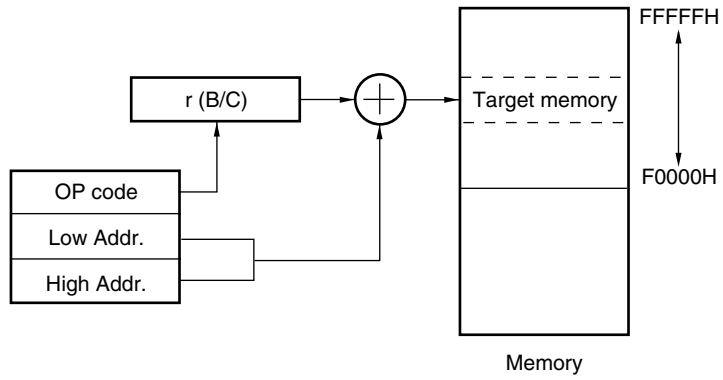 FFFFFH
r (B/C)
Target memory
OP code
F0000H
Low Addr.
High Addr.
Memory